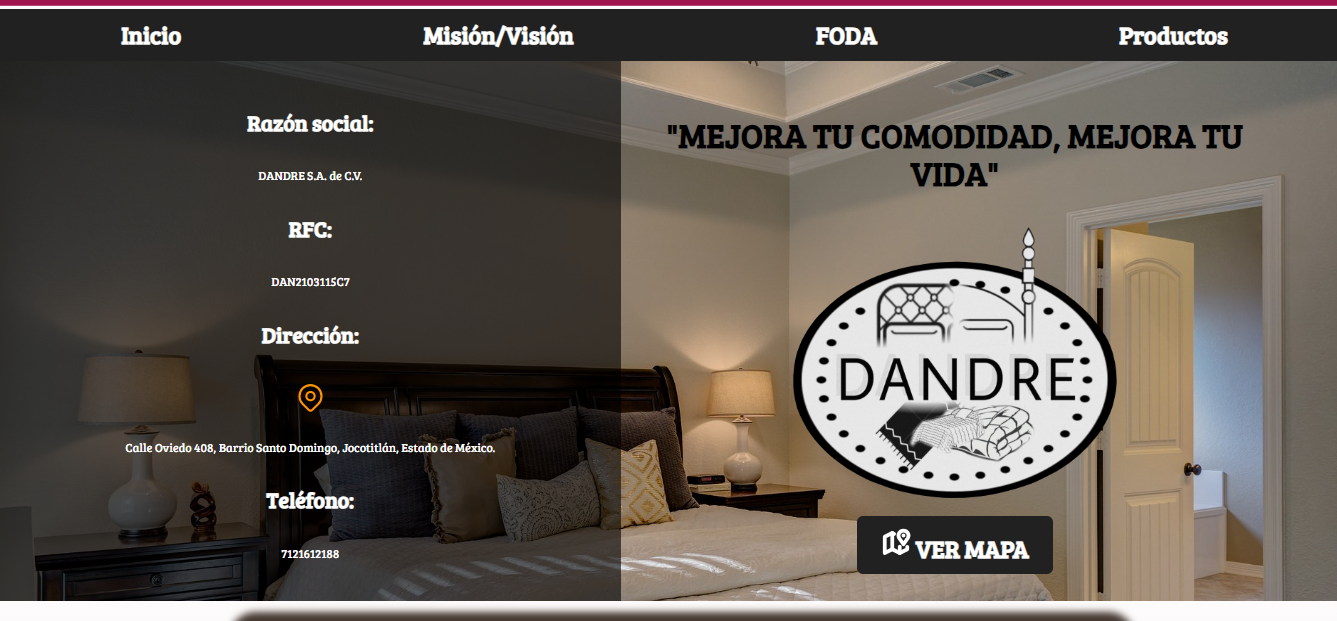 Inicio
Misión/Visión
FODA
Productos
Razón social:
DANDRE S.A. de C.V.
RFC:
DAN2103115C7
Dirección:
Calle Oviedo 408, Barrio Santo Domingo, Jocotitlán, Estado de México.
Teléfono:
7121612188
"MEJORA TU COMODIDAD, MEJORA TU
VIDA"
DANDRE
VER MAPA